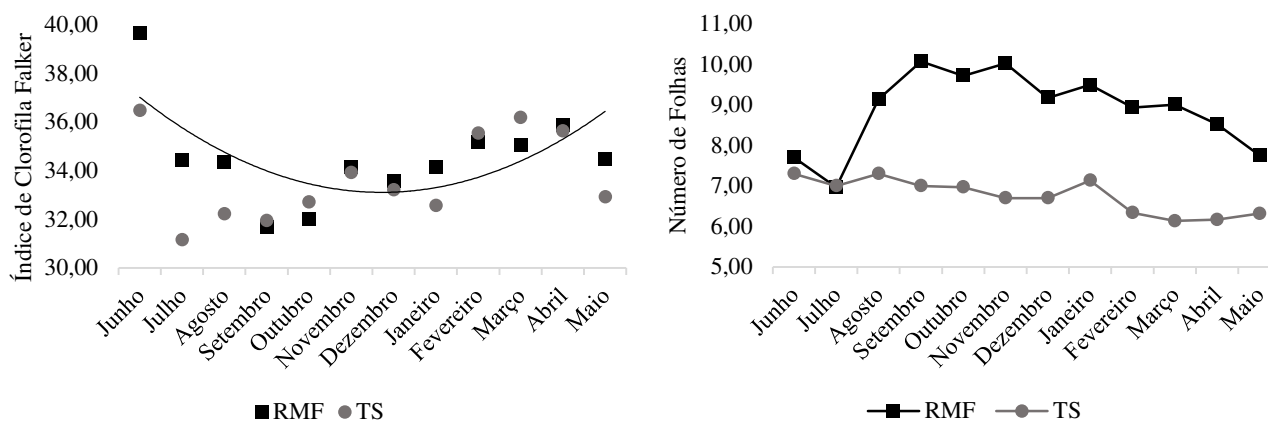 Índice de Clorofila Falker
40,00
38,00
36,00
34,00
32,00
30,00
Junho
Julho
Agosto
Setembro
Outubro
Novembro
Dezembro
Janeiro
Fevereiro
Março
Abril
Maio
RMF TS
Número de Folhas
11,00
10,00
9,00
8,00
7,00
6,00
5,00
Junho
Julho
Agosto
Setembro
Outubro
Novembro
Dezembro
Janeiro
Fevereiro
Março
Abril
Maio
RMF TS